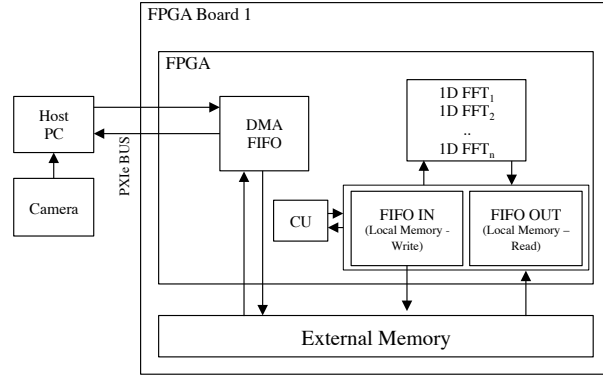 FPGA Board 1
FPGA
Host
PC
Camera
PXIe BUS
DMA
FIFO
1D FFT₁
1D FFT₂
..
1D FFTₙ
CU
FIFO IN
(Local Memory -
Write)
FIFO OUT
(Local Memory –
Read)
External Memory